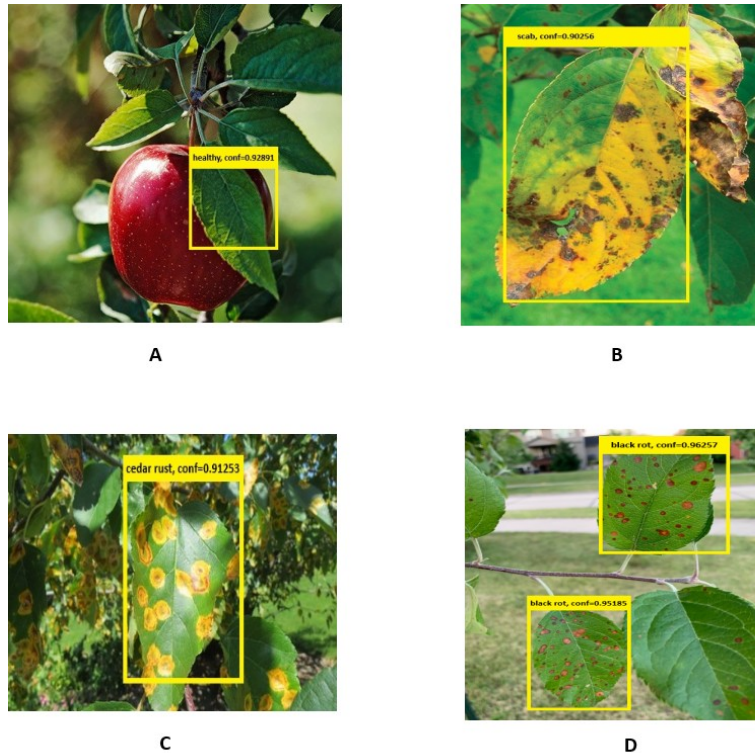 healthy, conf=0.92891
A
scab, conf=0.90256
B
cedar rust, conf=0.91253
C
black rot, conf=0.96257
black rot, conf=0.95185
D